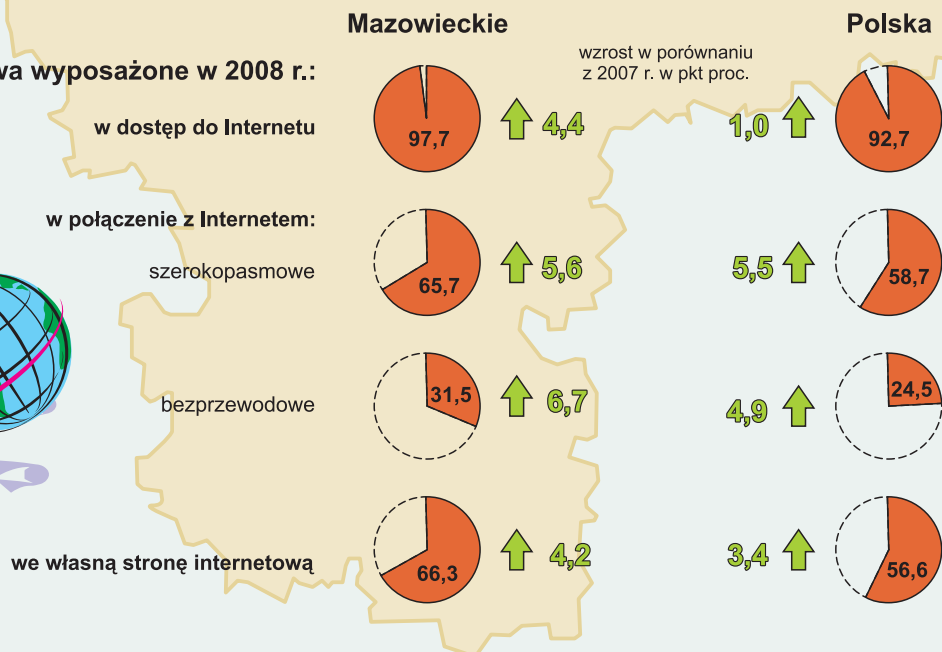 Mazowieckie
Polska
wzrost w porównaniu
z 2007 r. w pkt proc.
wyposażone w 2008 r.:
w dostęp do Internetu
97,7
4,4
1,0
92,7
w połączenie z Internetem:
szerokopasmowe
65,7
5,6
5,5
58,7
bezprzewodowe
31,5
6,7
4,9
24,5
we własną stronę internetową
66,3
4,2
3,4
56,6